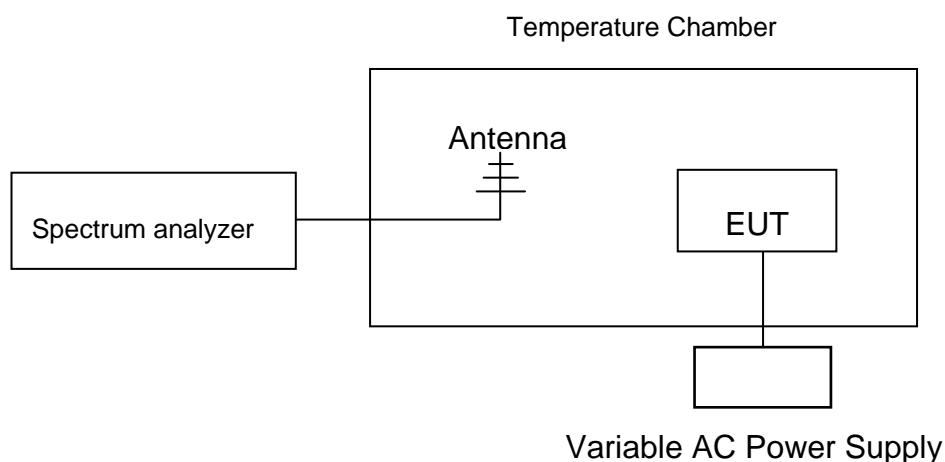 Temperature Chamber
Antenna
Spectrum analyzer
EUT
Variable AC Power Supply